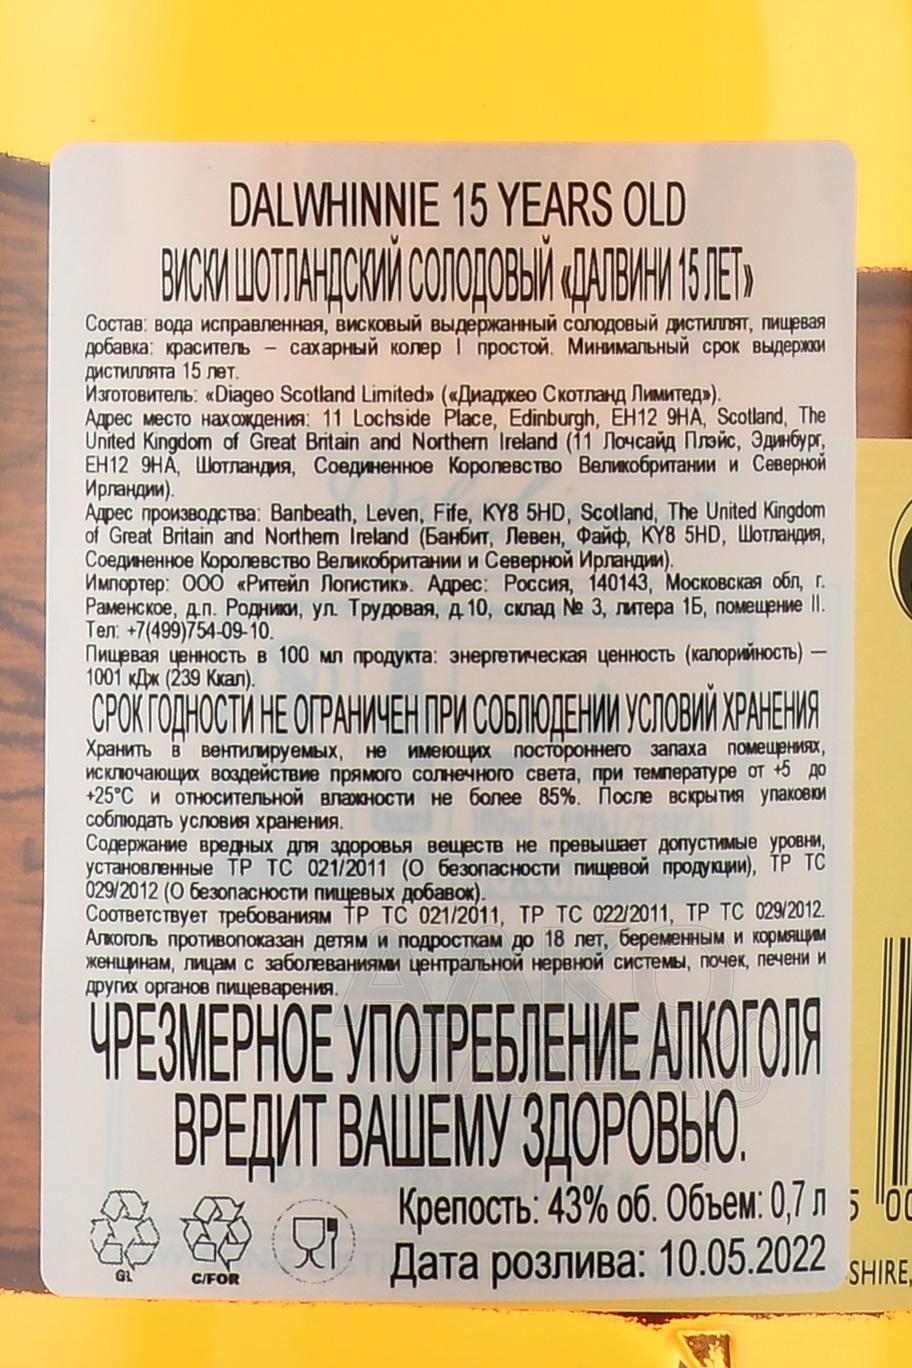 DALWHINNIE 15 YEARS OLD
ВИСКИ ШОТЛАНДСКИЙ СОЛОДОВЫЙ «ДАЛВИНИ 15 ЛЕТ»
Состав: вода исправленная, висковый выдержанный солодовый дистиллят, пищевая
добавка: краситель – сахарный колер I простой. Минимальный срок выдержки
дистиллята 15 лет.
Изготовитель: «Diageo Scotland Limited» («Диаджео Скотланд Лимитед»).
Адрес место нахождения: 11 Lochside Place, Edinburgh, EH12 9HA, Scotland, The
United Kingdom of Great Britain and Northern Ireland (11 Лочсайд Плэйс, Эдинбург,
EH12 9HA, Шотландия, Соединенное Королевство Великобритании и Северной
Ирландии).
Адрес производства: Banbeath, Leven, Fife, KY8 5HD, Scotland, The United Kingdom
of Great Britain and Northern Ireland (Банбит, Левен, Файф, KY8 5HD, Шотландия,
Соединенное Королевство Великобритании и Северной Ирландии).
Импортер: ООО «Ритейл Логистик». Адрес: Россия, 140143, Московская обл, г.
Раменское, д.п. Родники, ул. Трудовая, д.10, склад № 3, литера 1Б, помещение II.
Тел: +7(499)754-09-10.
Пищевая ценность в 100 мл продукта: энергетическая ценность (калорийность) –
1001 кДж (239 Ккал).
СРОК ГОДНОСТИ НЕ ОГРАНИЧЕН ПРИ СОБЛЮДЕНИИ УСЛОВИЙ ХРАНЕНИЯ
Хранить в вентилируемых, не имеющих постороннего запаха помещениях,
исключающих воздействие прямого солнечного света, при температуре от +5 до
+25°С и относительной влажности не более 85%. После вскрытия упаковки
соблюдать условия хранения.
Содержание вредных для здоровья веществ не превышает допустимые уровни,
установленные ТР ТС 021/2011 (О безопасности пищевой продукции), ТР ТС
029/2012 (О безопасности пищевых добавок).
Соответствует требованиям ТР ТС 021/2011, ТР ТС 022/2011, ТР ТС 029/2012.
Алкоголь противопоказан детям и подросткам до 18 лет, беременным и кормящим
женщинам, лицам с заболеваниями центральной нервной системы, почек, печени и
других органов пищеварения.
ЧРЕЗМЕРНОЕ УПОТРЕБЛЕНИЕ АЛКОГОЛЯ
ВРЕДИТ ВАШЕМУ ЗДОРОВЬЮ.
Крепость: 43% об. Объем: 0,7 л
Дата розлива: 10.05.2022
GL
C/FOR
5 00
SHIRE,